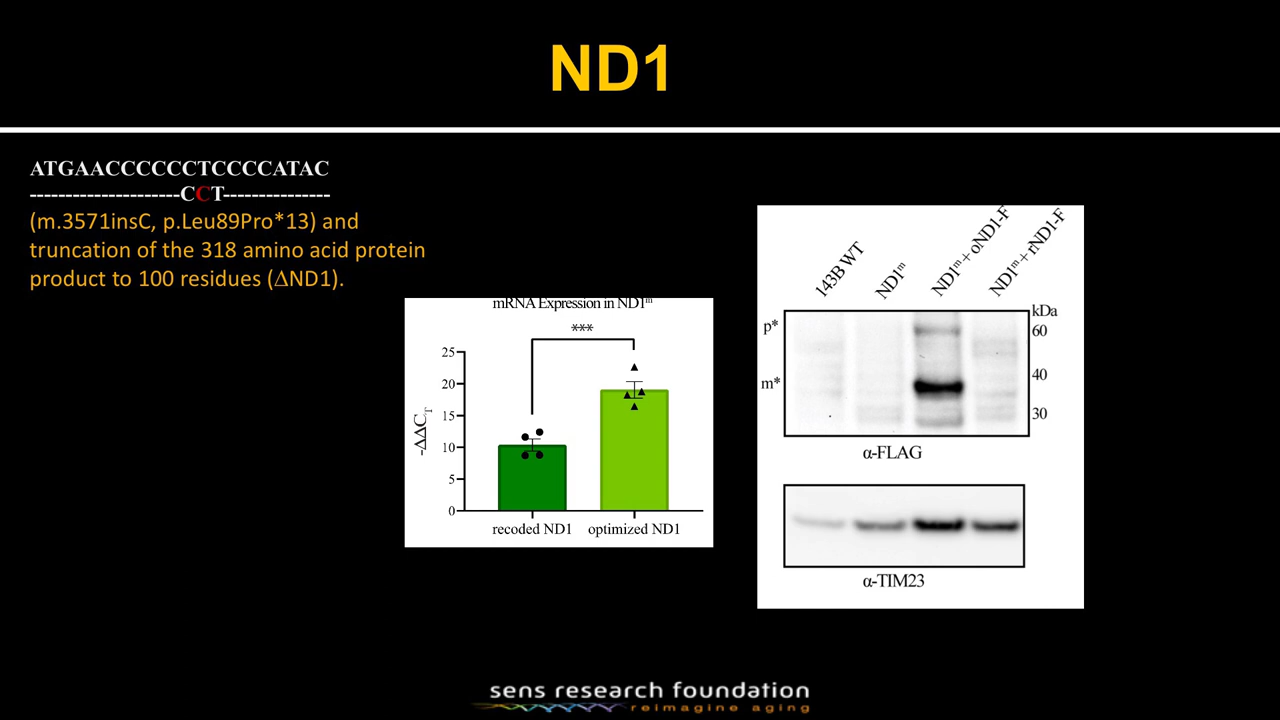 ND1
ATGAACCCCCCTCCCCATAC
---------------------CCT---------------
(m.3571insC, p.Leu89Pro*13) and
truncation of the 318 amino acid protein
product to 100 residues (ΔND1).
mRNA Expression in ND1ᵐ
***
25
20
15
10
5
0
-ΔΔC_T
recoded ND1
optimized ND1
143B WT
ND1ᵐ
ND1ᵐ + oND1-F
ND1ᵐ + rND1-F
kDa
p*
60
m*
40
30
α-FLAG
α-TIM23
sens research foundation
reimagine aging